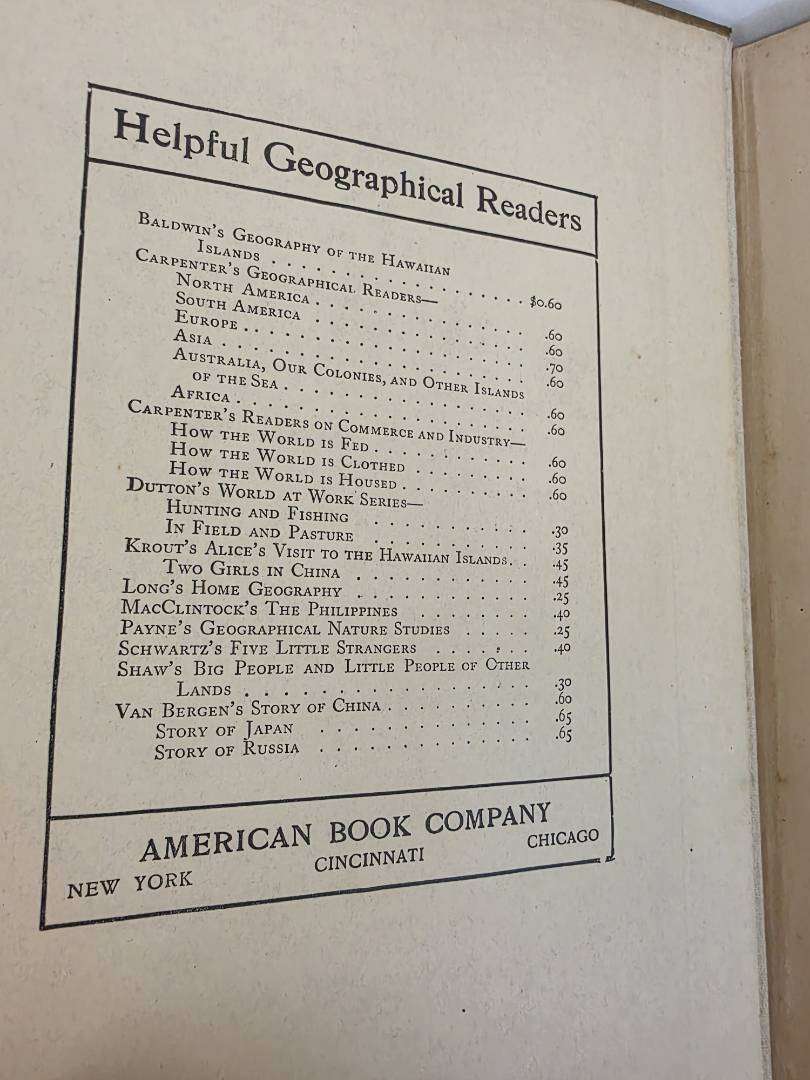 Helpful Geographical Readers
BALDWIN'S GEOGRAPHY OF THE HAWAIIAN
ISLANDS . . . . . . . . . . . . . . . . . $0.60
CARPENTER'S GEOGRAPHICAL READERS—
NORTH AMERICA . . . . . . . . . . . . . . . .60
SOUTH AMERICA . . . . . . . . . . . . . . . .60
EUROPE . . . . . . . . . . . . . . . . . . . .70
ASIA . . . . . . . . . . . . . . . . . . . . .60
AUSTRALIA, OUR COLONIES, AND OTHER ISLANDS
OF THE SEA . . . . . . . . . . . . . . . . . .60
AFRICA . . . . . . . . . . . . . . . . . . . .60
CARPENTER'S READERS ON COMMERCE AND INDUSTRY—
HOW THE WORLD IS FED . . . . . . . . . . . .60
HOW THE WORLD IS CLOTHED . . . . . . . . .60
HOW THE WORLD IS HOUSED . . . . . . . . . .60
DUTTON'S WORLD AT WORK SERIES—
HUNTING AND FISHING . . . . . . . . . . . .30
IN FIELD AND PASTURE . . . . . . . . . . . .35
KROUT'S ALICE'S VISIT TO THE HAWAIIAN ISLANDS. . .45
TWO GIRLS IN CHINA . . . . . . . . . . . . .45
LONG'S HOME GEOGRAPHY . . . . . . . . . . . .25
MACCLINTOCK'S THE PHILIPPINES . . . . . . . .40
PAYNE'S GEOGRAPHICAL NATURE STUDIES . . . . . .25
SCHWARTZ'S FIVE LITTLE STRANGERS . . . . . . .40
SHAW'S BIG PEOPLE AND LITTLE PEOPLE OF OTHER
LANDS . . . . . . . . . . . . . . . . . . .30
VAN BERGEN'S STORY OF CHINA . . . . . . . . . .60
STORY OF JAPAN . . . . . . . . . . . . . . .65
STORY OF RUSSIA . . . . . . . . . . . . . . .65
AMERICAN BOOK COMPANY
NEW YORK CINCINNATI CHICAGO